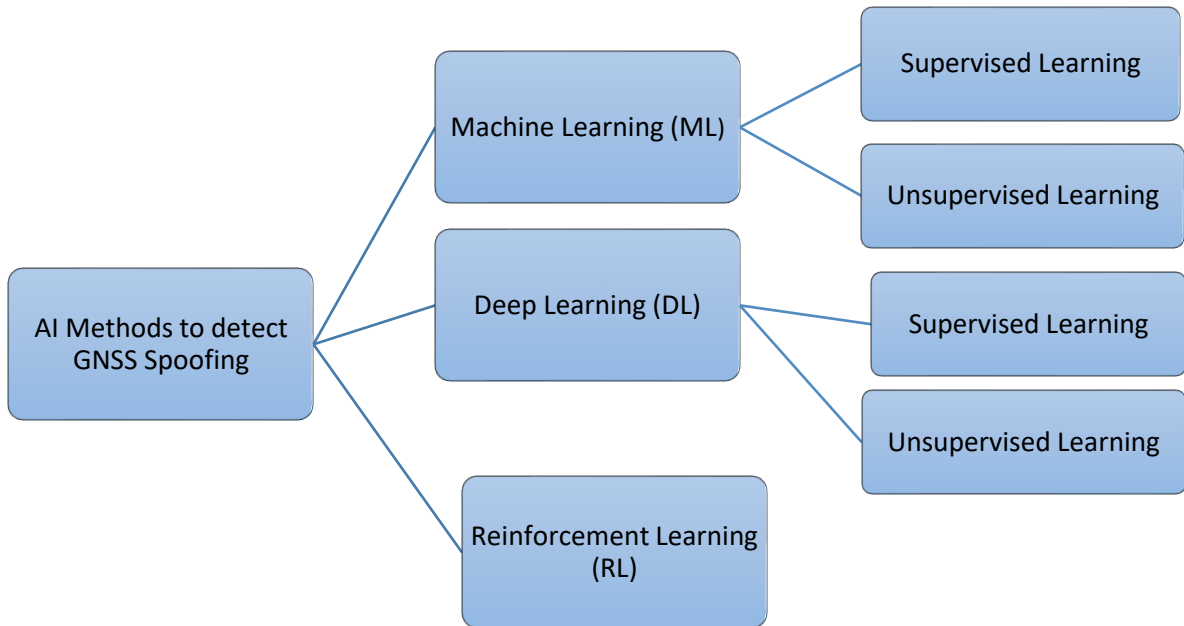 Supervised Learning
Machine Learning (ML)
Unsupervised Learning
Deep Learning (DL)
AI Methods to detect
GNSS Spoofing
Supervised Learning
Unsupervised Learning
Reinforcement Learning
(RL)